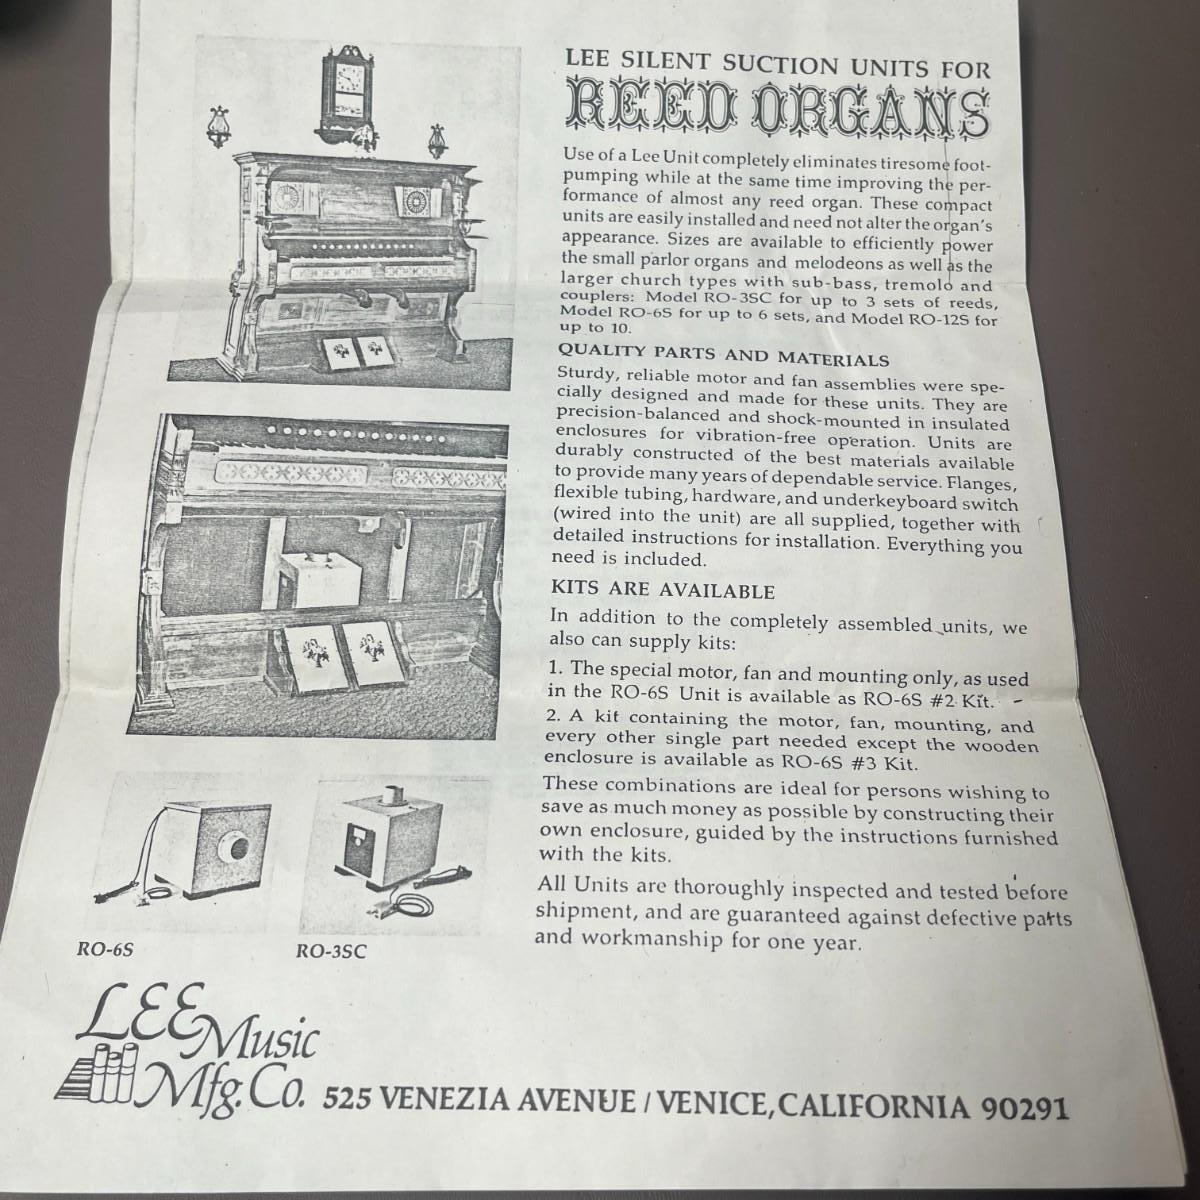 LEE SILENT SUCTION UNITS FOR
REED ORGANS
Use of a Lee Unit completely eliminates tiresome foot-
pumping while at the same time improving the per-
formance of almost any reed organ. These compact
units are easily installed and need not alter the organ's
appearance. Sizes are available to efficiently power
the small parlor organs and melodeons as well as the
larger church types with sub-bass, tremolo and
couplers: Model RO-3SC for up to 3 sets of reeds,
Model RO-6S for up to 6 sets, and Model RO-12S for
up to 10.
QUALITY PARTS AND MATERIALS
Sturdy, reliable motor and fan assemblies were spe-
cially designed and made for these units. They are
precision-balanced and shock-mounted in insulated
enclosures for vibration-free operation. Units are
durably constructed of the best materials available
to provide many years of dependable service. Flanges,
flexible tubing, hardware, and underkeyboard switch
(wired into the unit) are all supplied, together with
detailed instructions for installation. Everything you
need is included.
KITS ARE AVAILABLE
In addition to the completely assembled units, we
also can supply kits:
1. The special motor, fan and mounting only, as used
in the RO-6S Unit is available as RO-6S #2 Kit.
2. A kit containing the motor, fan, mounting, and
every other single part needed except the wooden
enclosure is available as RO-6S #3 Kit.
These combinations are ideal for persons wishing to
save as much money as possible by constructing their
own enclosure, guided by the instructions furnished
with the kits.
All Units are thoroughly inspected and tested before
shipment, and are guaranteed against defective parts
and workmanship for one year.
RO-6S
RO-3SC
LEE Music
Mfg. Co. 525 VENEZIA AVENUE / VENICE, CALIFORNIA 90291